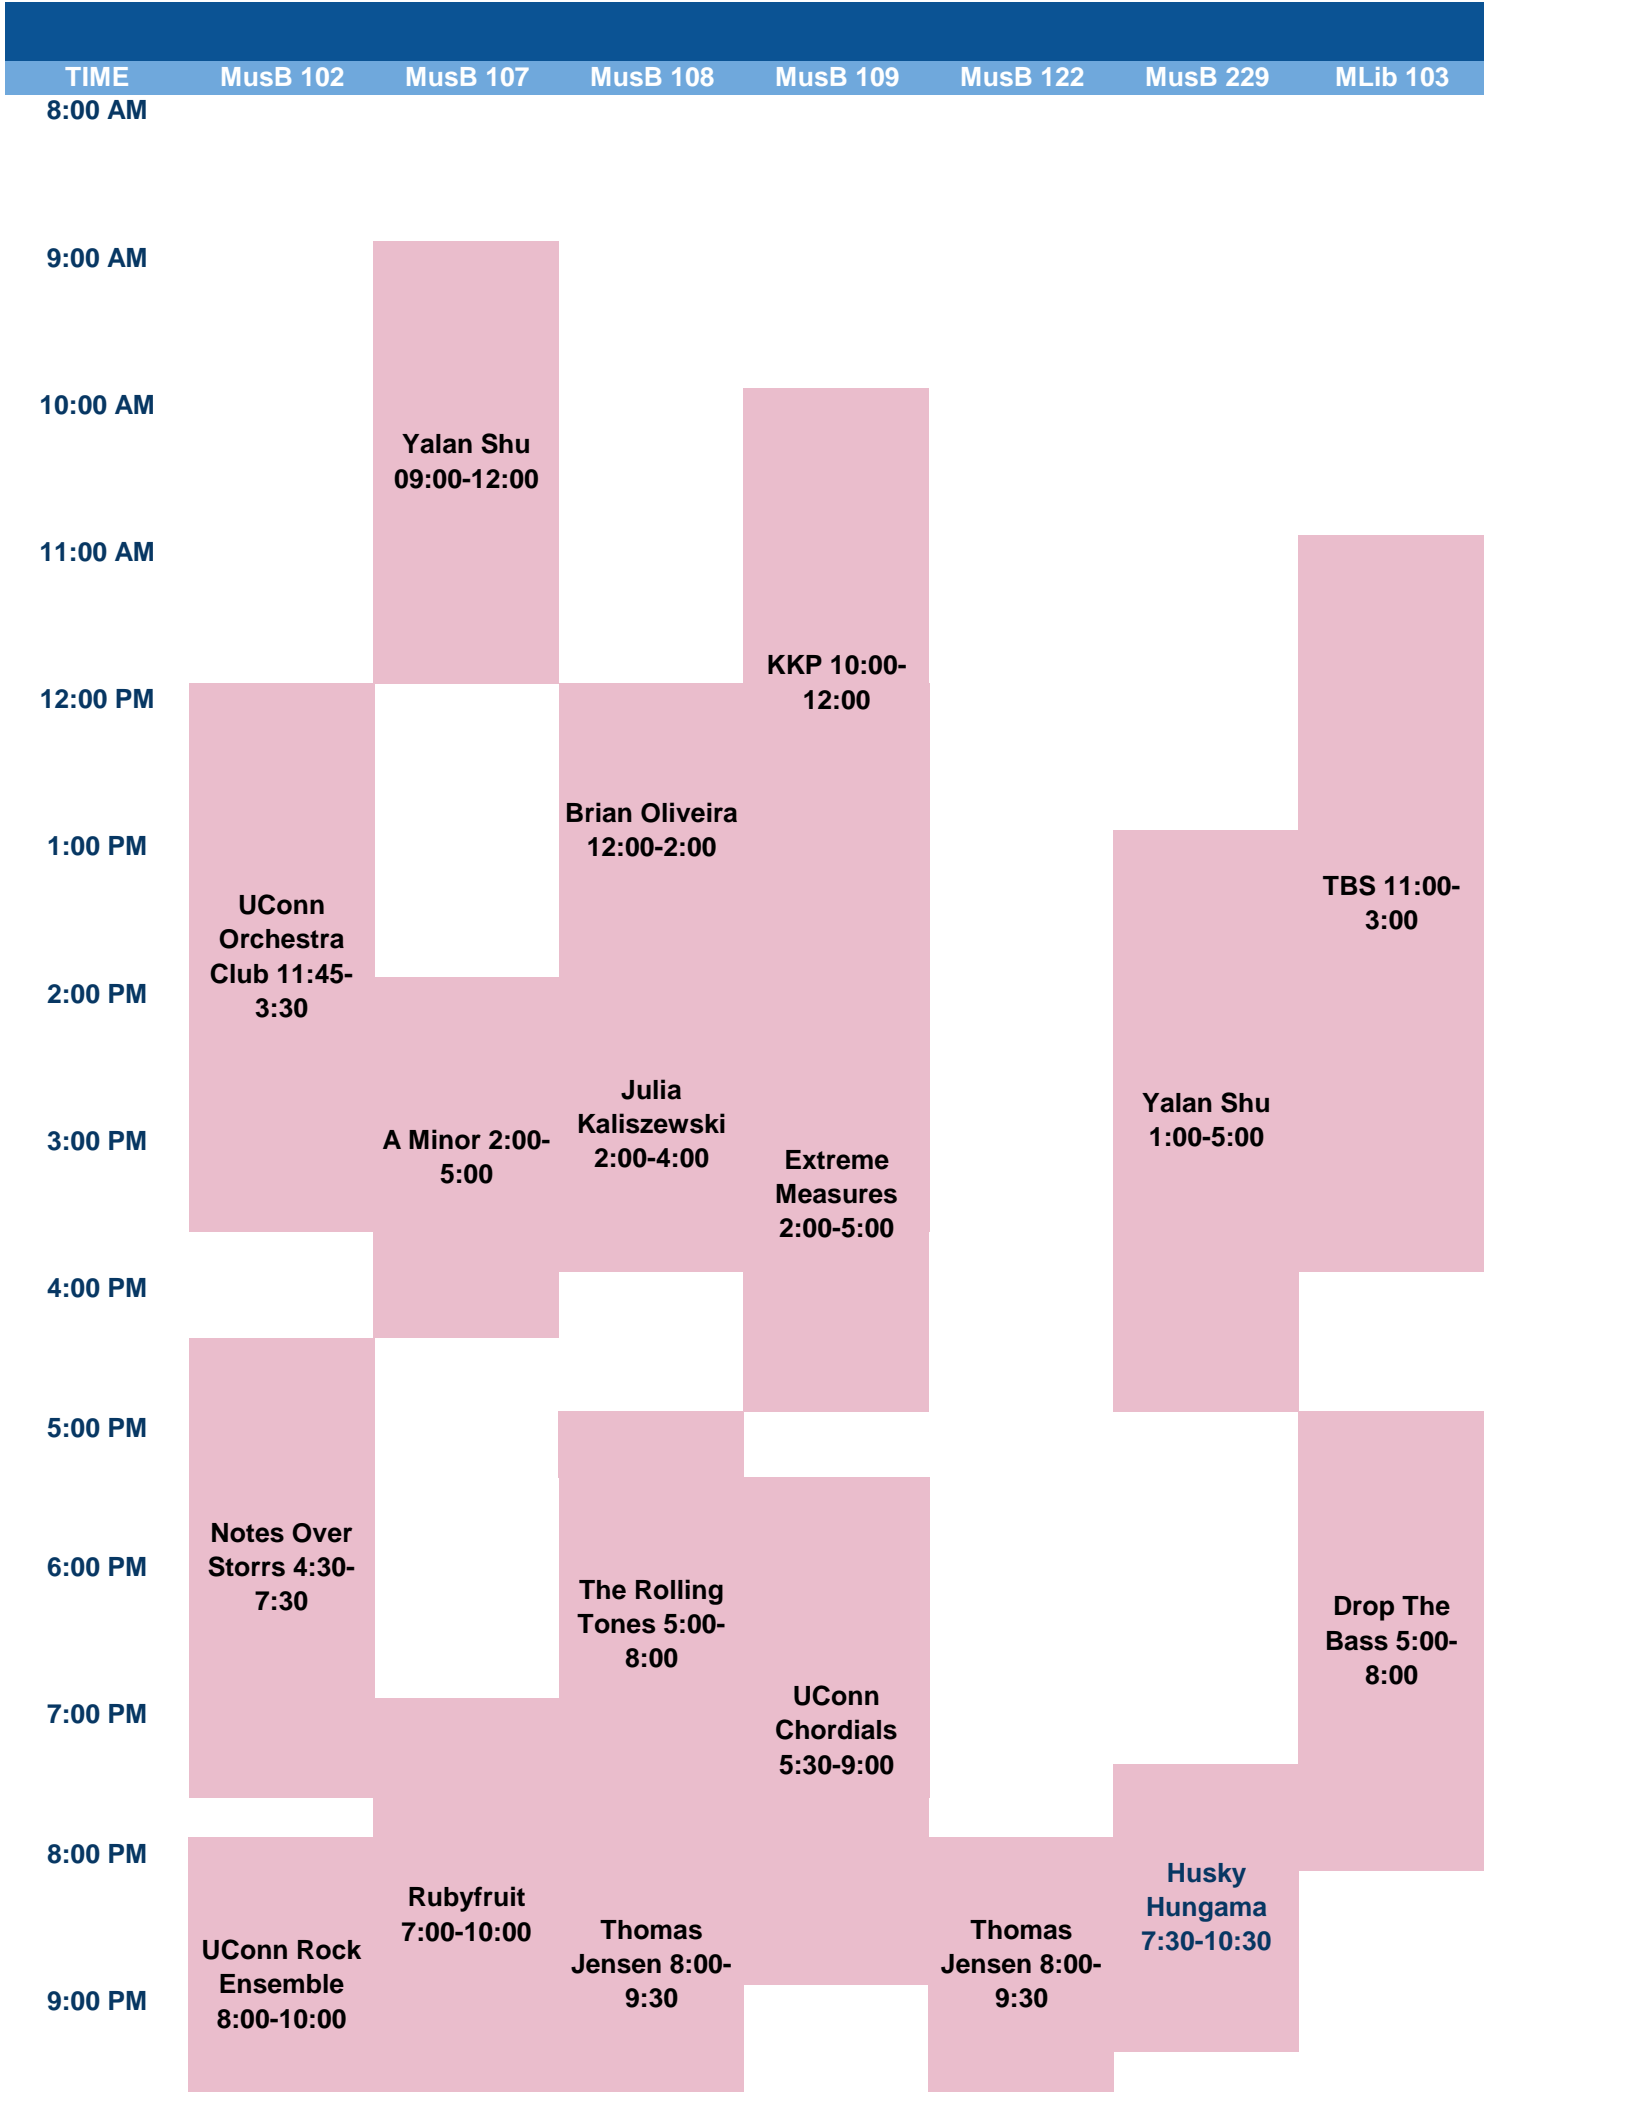 TIME MusB 102 MusB 107 MusB 108 MusB 109 MusB 122 MusB 229 MLib 103
8:00 AM
9:00 AM
10:00 AM
Yalan Shu
09:00-12:00
11:00 AM
KKP 10:00-
12:00
12:00 PM
Brian Oliveira
12:00-2:00
1:00 PM
TBS 11:00-
3:00
UConn
Orchestra
Club 11:45-
3:30
2:00 PM
Julia
Kaliszewski
2:00-4:00
Yalan Shu
1:00-5:00
3:00 PM
A Minor 2:00-
5:00
Extreme
Measures
2:00-5:00
4:00 PM
5:00 PM
Notes Over
Storrs 4:30-
7:30
6:00 PM
The Rolling
Tones 5:00-
8:00
Drop The
Bass 5:00-
8:00
UConn
Chordials
5:30-9:00
7:00 PM
8:00 PM
Husky
Hungama
7:30-10:30
Rubyfruit
7:00-10:00
Thomas
Jensen 8:00-
9:30
Thomas
Jensen 8:00-
9:30
UConn Rock
Ensemble
8:00-10:00
9:00 PM